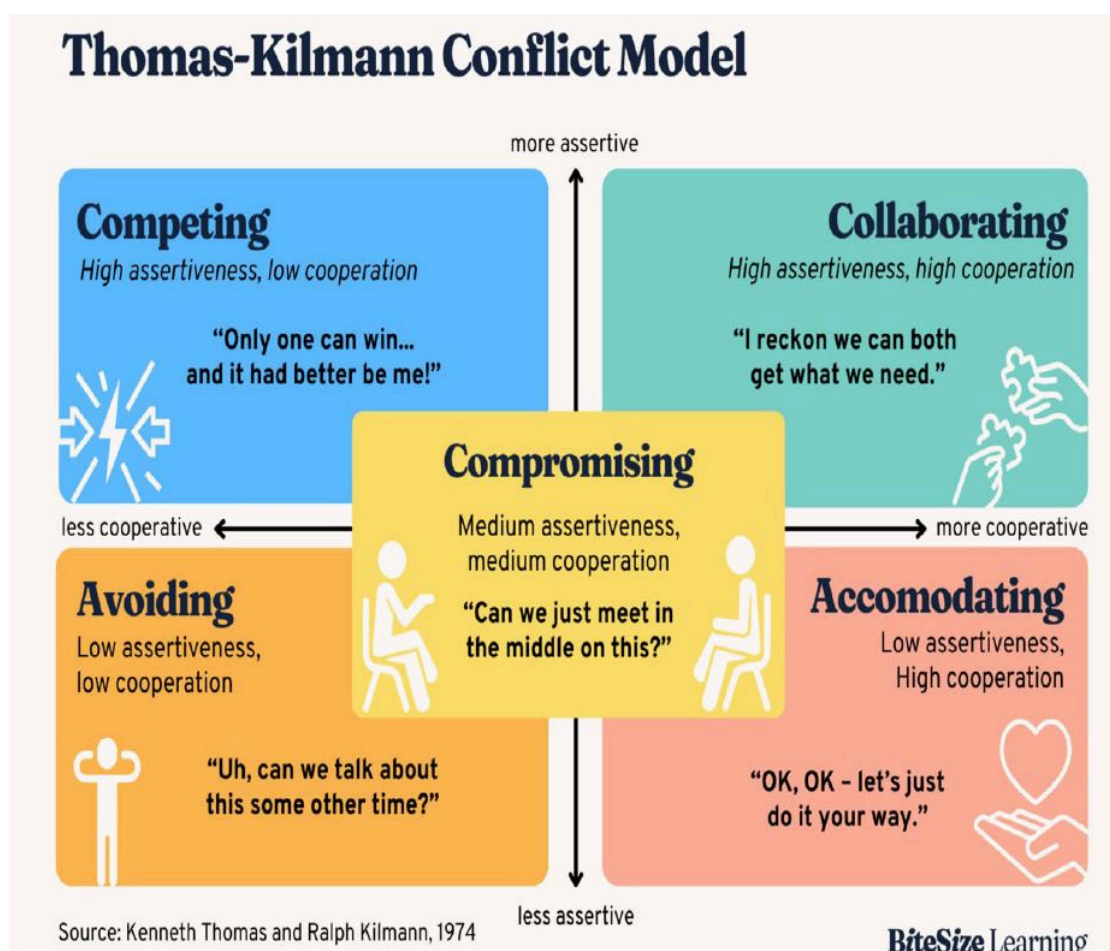 Thomas-Kilmann Conflict Model
more assertive
Competing
High assertiveness, low cooperation
“Only one can win...
and it had better be me!”
Collaborating
High assertiveness, high cooperation
“I reckon we can both
get what we need.”
Compromising
Medium assertiveness,
medium cooperation
“Can we just meet in
the middle on this?”
less cooperative
more cooperative
Avoiding
Low assertiveness,
low cooperation
“Uh, can we talk about
this some other time?”
Accomodating
Low assertiveness,
High cooperation
“OK, OK – let’s just
do it your way.”
less assertive
Source: Kenneth Thomas and Ralph Kilmann, 1974
BiteSize Learning